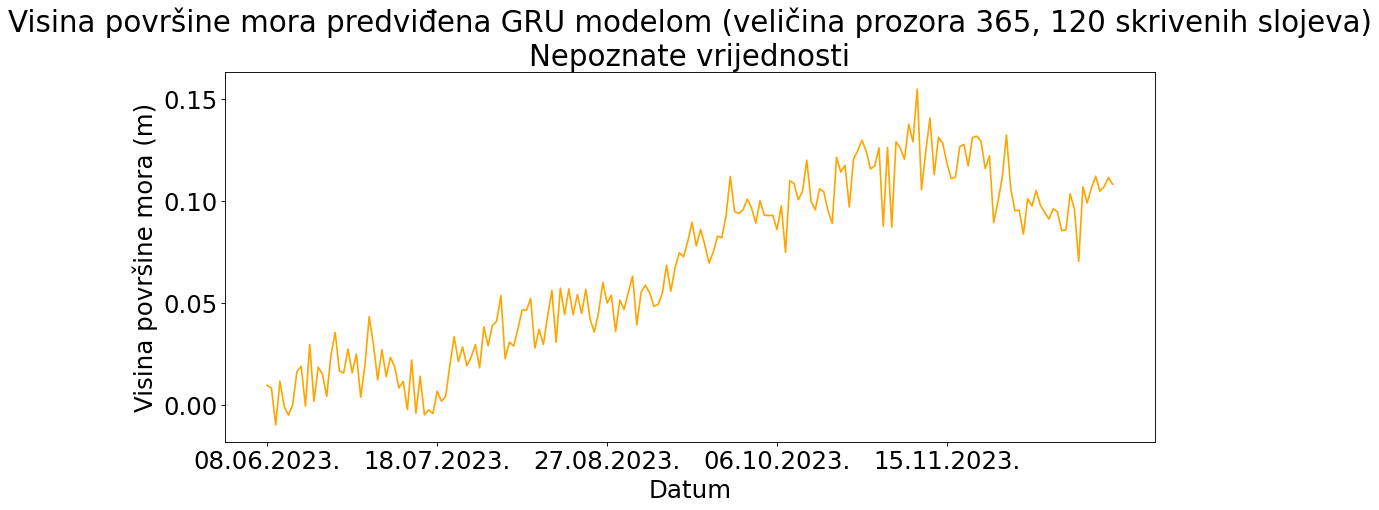 Visina površine mora predviđena GRU modelom (veličina prozora 365, 120 skrivenih slojeva)
Nepoznate vrijednosti
Visina površine mora (m)
0.15
0.10
0.05
0.00
08.06.2023. 18.07.2023. 27.08.2023. 06.10.2023. 15.11.2023.
Datum